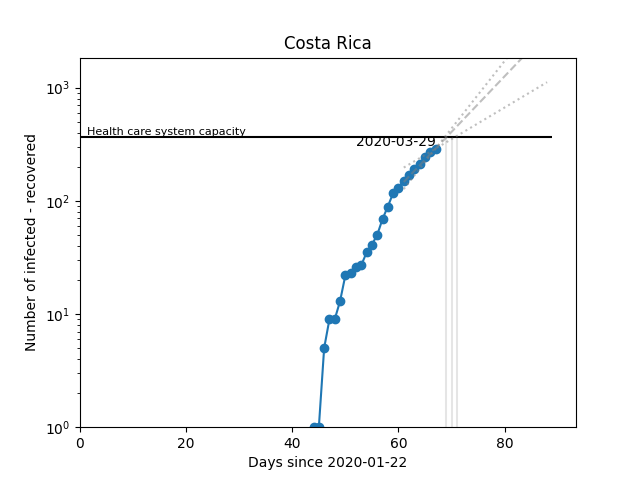 Costa Rica
10³
Health care system capacity
2020-03-29
10²
10¹
10⁰
Number of infected - recovered
0 20 40 60 80
Days since 2020-01-22